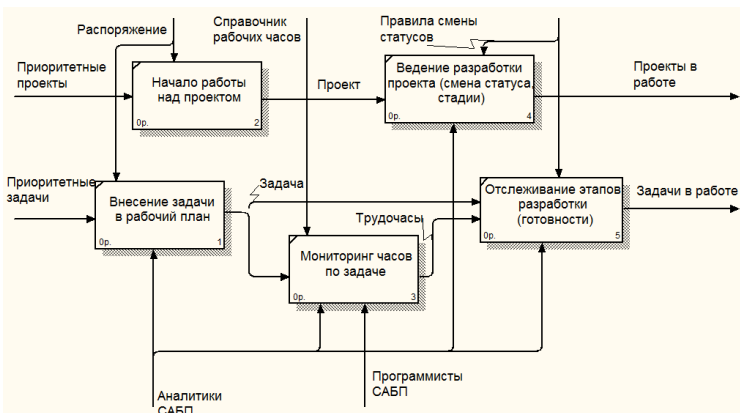 Распоряжение
Справочник
рабочих часов
Правила смены
статусов
Приоритетные
проекты
Начало работы
над проектом
0р.
2
Проект
Ведение разработки
проекта (смена статуса,
стадии)
0р.
4
Проекты в
работе
Приоритетные
задачи
Внесение задачи
в рабочий план
0р.
1
Задача
Трудочасы
Мониторинг часов
по задаче
0р.
3
Отслеживание этапов
разработки
(готовности)
0р.
5
Задачи в работе
Аналитики
САБП
Программисты
САБП